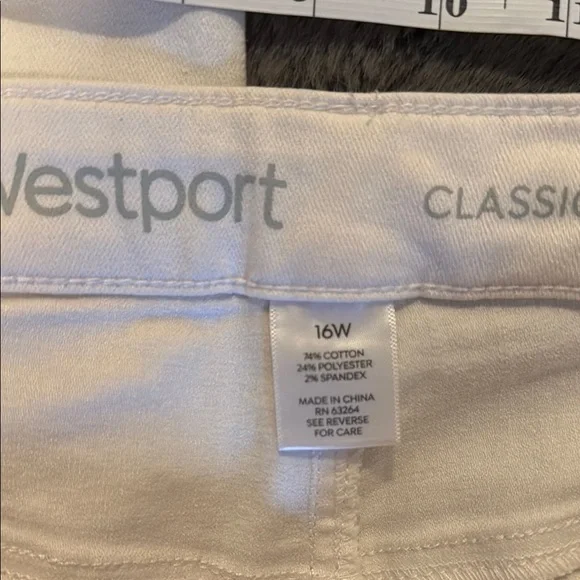 10 11
Westport CLASSIC
16W
74% COTTON
24% POLYESTER
2% SPANDEX
MADE IN CHINA
RN 63264
SEE REVERSE
FOR CARE